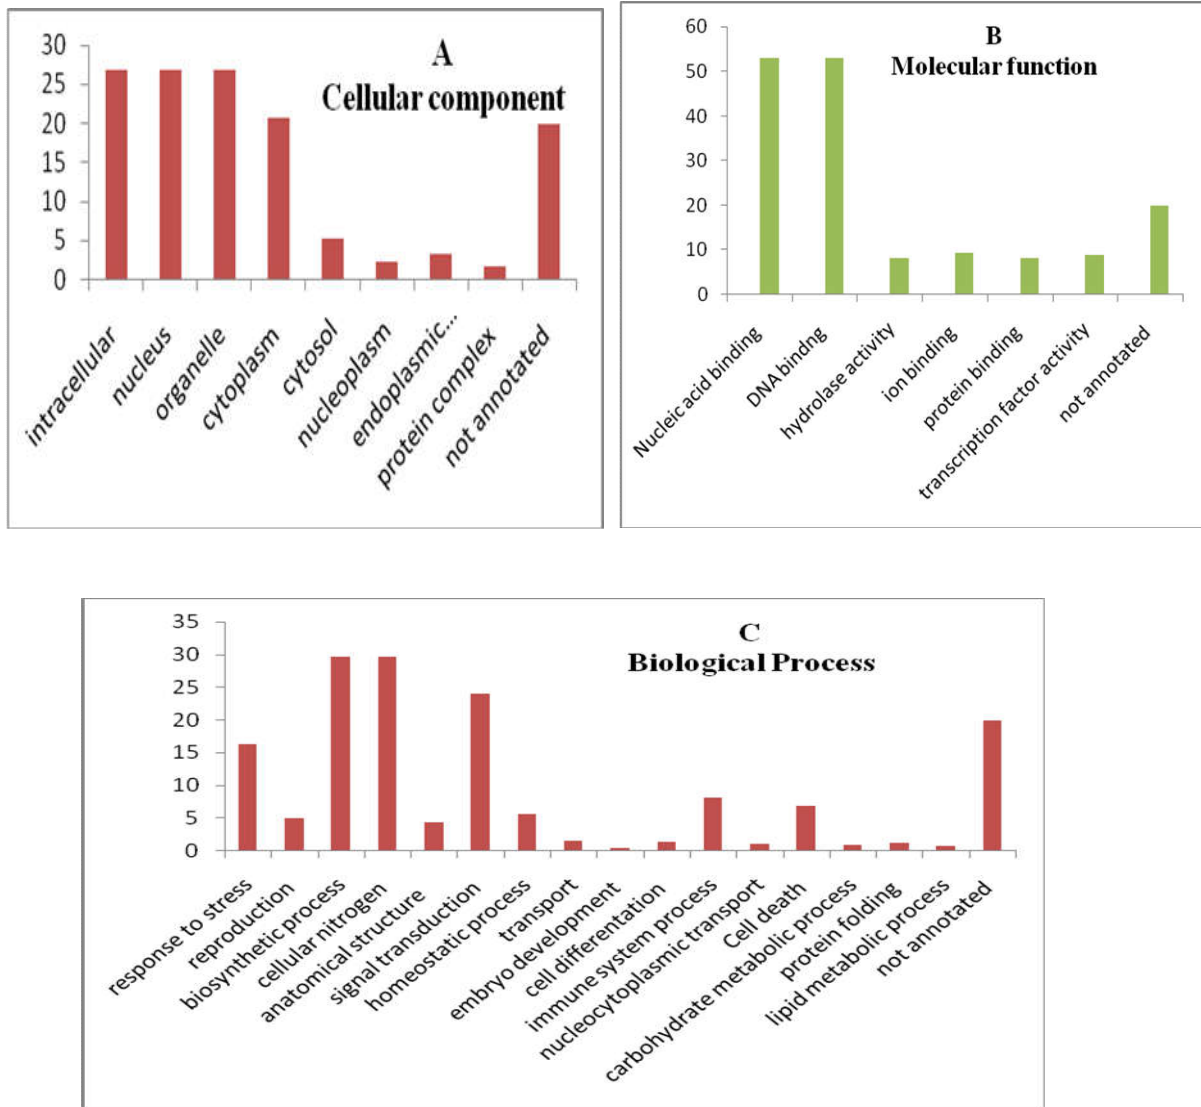 A
Cellular component
30
25
20
15
10
5
0
intracellular
nucleus
organelle
cytoplasm
cytosol
nucleoplasm
endoplasmic...
protein complex
not annotated
B
Molecular function
60
50
40
30
20
10
0
Nucleic acid binding
DNA bindng
hydrolase activity
ion binding
protein binding
transcription factor activity
not annotated
C
Biological Process
35
30
25
20
15
10
5
0
response to stress
reproduction
biosynthetic process
cellular nitrogen
anatomical structure
signal transduction
homeostatic process
transport
embryo development
cell differentiation
immune system process
nucleocytoplasmic transport
Cell death
carbohydrate metabolic process
protein folding
lipid metabolic process
not annotated